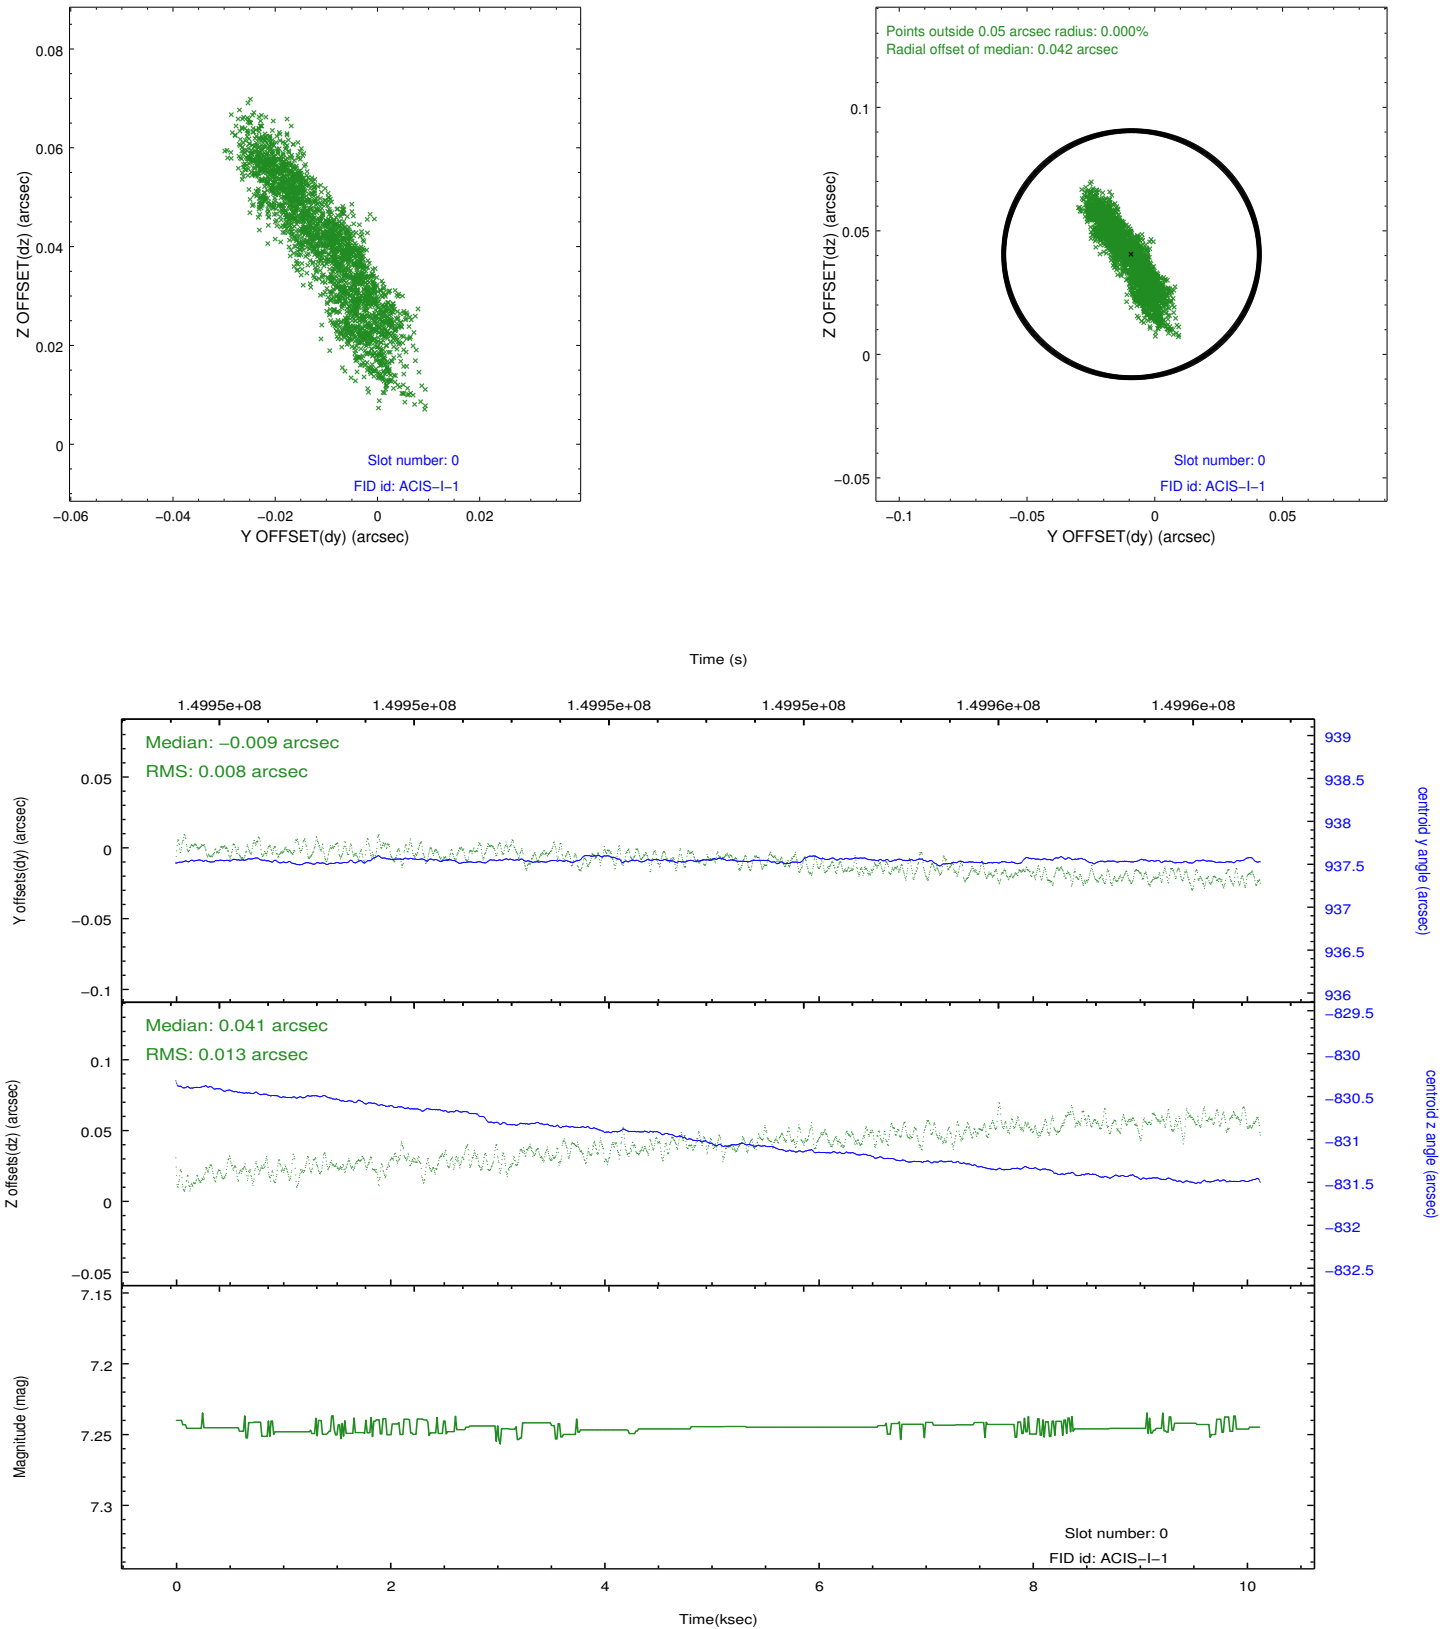 0.08
0.06
0.04
0.02
0
Z OFFSET(dz) (arcsec)
Slot number: 0
FID id: ACIS−I−1
−0.06
−0.04
−0.02
0
0.02
Y OFFSET(dy) (arcsec)
Points outside 0.05 arcsec radius: 0.000%
Radial offset of median: 0.042 arcsec
0.1
0.05
0
−0.05
Z OFFSET(dz) (arcsec)
Slot number: 0
FID id: ACIS−I−1
−0.1
−0.05
0
0.05
Y OFFSET(dy) (arcsec)
Time (s)
1.4995e+08
1.4995e+08
1.4995e+08
1.4995e+08
1.4996e+08
1.4996e+08
Median: −0.009 arcsec
RMS: 0.008 arcsec
0.05
0
−0.05
−0.1
Y offsets(dy) (arcsec)
939
938.5
938
937.5
937
936.5
936
centroid y angle (arcsec)
Median: 0.041 arcsec
RMS: 0.013 arcsec
0.1
0.05
0
−0.05
Z offsets(dz) (arcsec)
−829.5
−830
−830.5
−831
−831.5
−832
−832.5
centroid z angle (arcsec)
7.15
7.2
7.25
7.3
Magnitude (mag)
Slot number: 0
FID id: ACIS−I−1
0
2
4
6
8
10
Time(ksec)